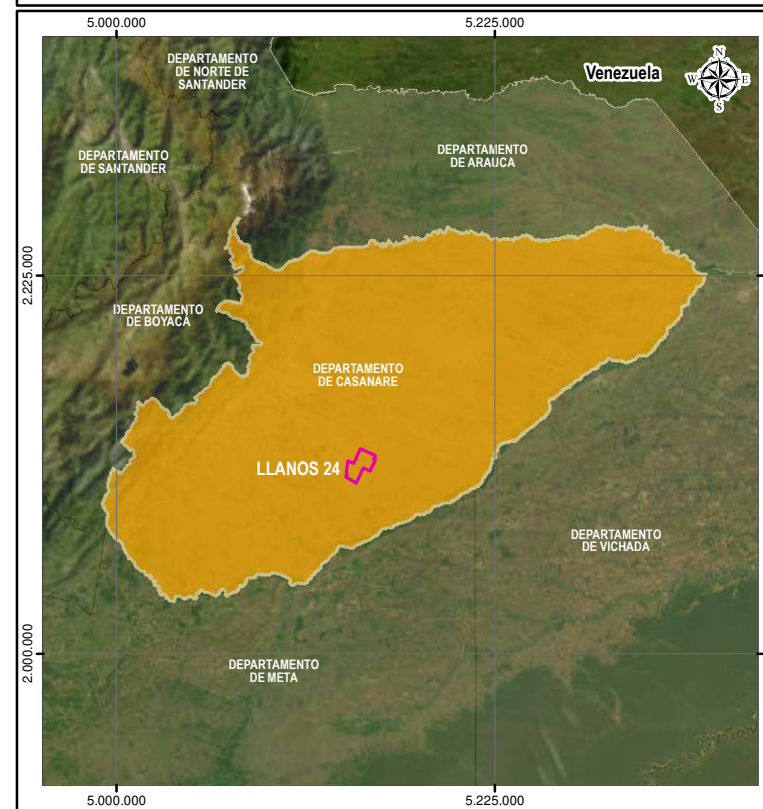 5.000.000
5.225.000
DEPARTAMENTO
DE NORTE DE
SANTANDER
Venezuela
N
W
E
S
DEPARTAMENTO
DE SANTANDER
DEPARTAMENTO
DE ARAUCA
2.225.000
DEPARTAMENTO
DE BOYACÁ
DEPARTAMENTO
DE CASANARE
LLANOS 24
DEPARTAMENTO
DE VICHADA
2.000.000
DEPARTAMENTO
DE META
5.000.000
5.225.000